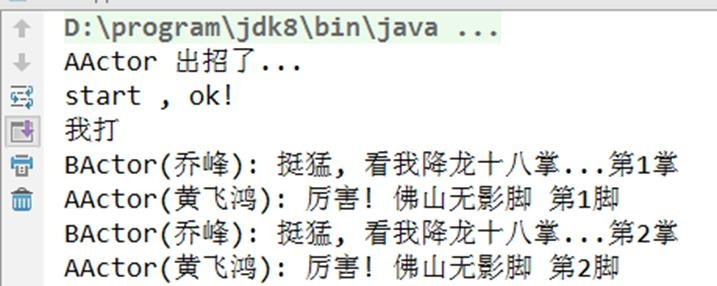 D:\program\jdk8\bin\java ...
AActor 出招了...
start , ok!
我打
BActor(乔峰): 挺猛, 看我降龙十八掌...第1掌
AActor(黄飞鸿): 厉害! 佛山无影脚 第1脚
BActor(乔峰): 挺猛, 看我降龙十八掌...第2掌
AActor(黄飞鸿): 厉害! 佛山无影脚 第2脚